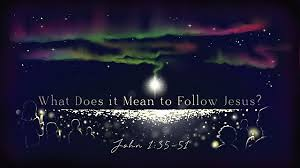 What Does it Mean to Follow Jesus?
John 1:35-51